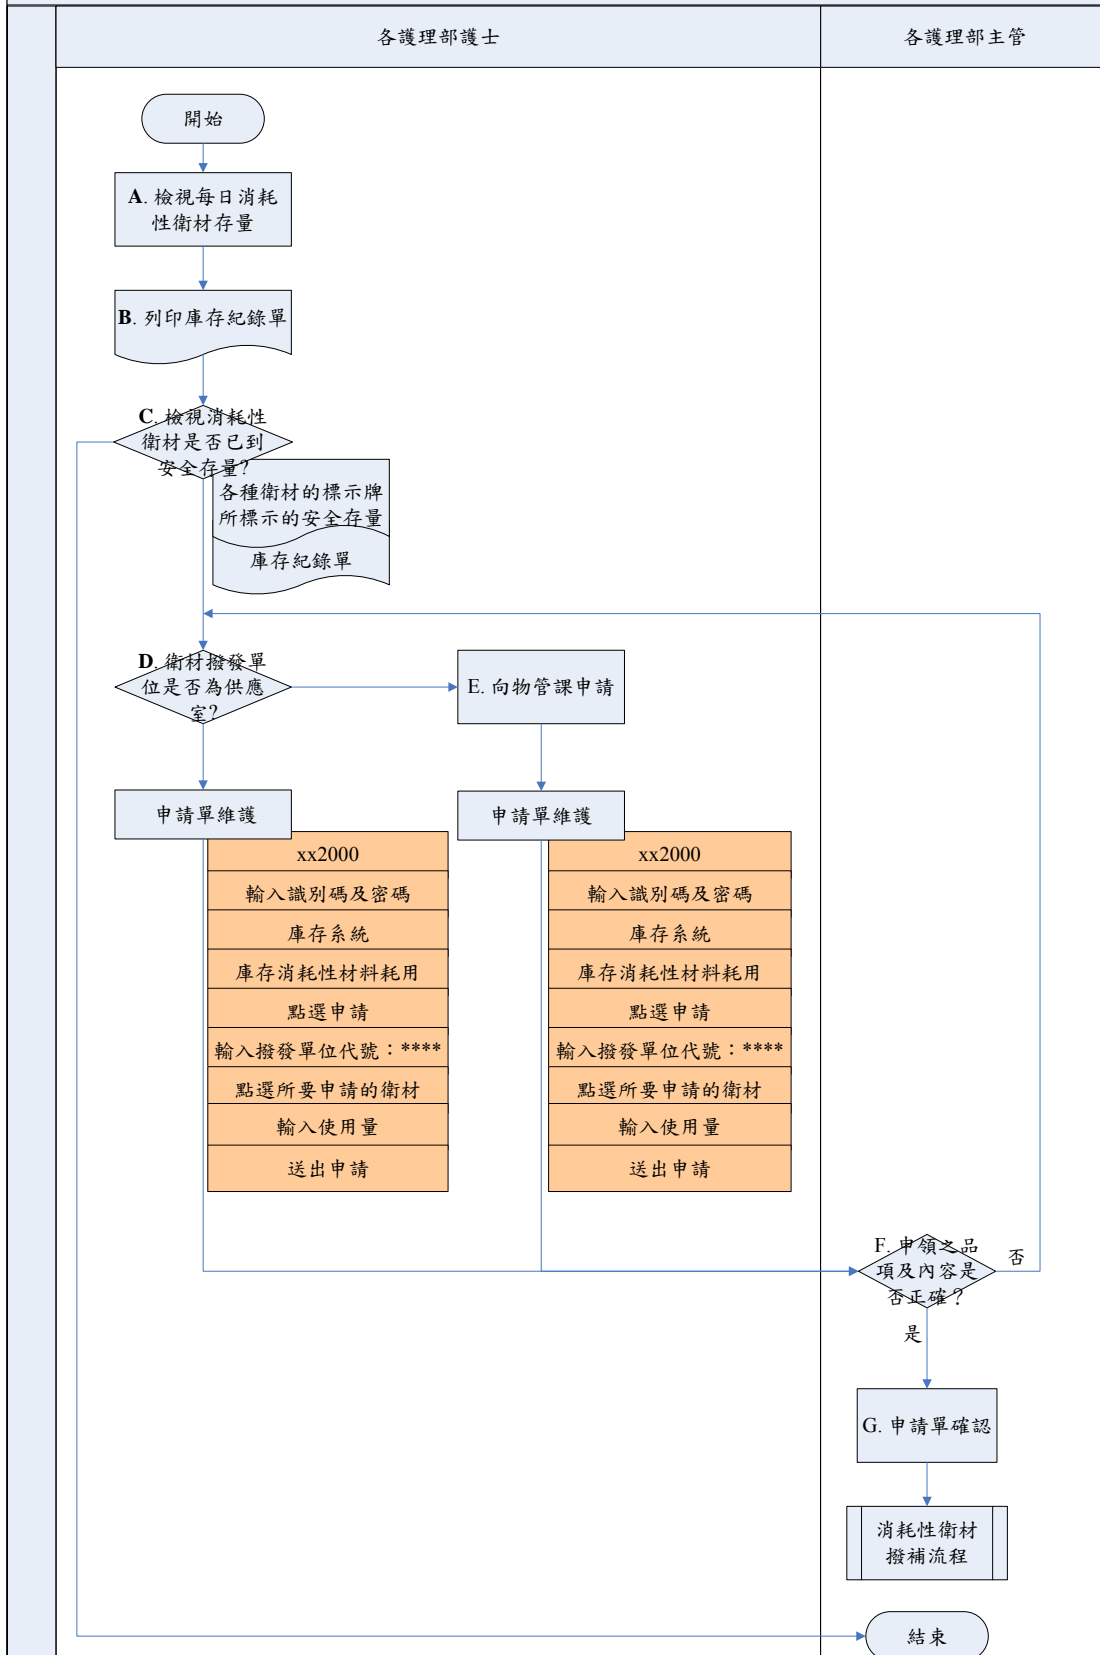 各護理部護士
各護理部主管
開始
A. 檢視每日消耗
性衛材存量
B. 列印庫存紀錄單
C. 檢視消耗性
衛材是否已到
安全存量?
各種衛材的標示牌
所標示的安全存量
庫存紀錄單
D. 衛材撥發單
位是否為供應
室?
E. 向物管課申請
申請單維護
申請單維護
xx2000
輸入識別碼及密碼
庫存系統
庫存消耗性材料耗用
點選申請
輸入撥發單位代號：****
點選所要申請的衛材
輸入使用量
送出申請
xx2000
輸入識別碼及密碼
庫存系統
庫存消耗性材料耗用
點選申請
輸入撥發單位代號：****
點選所要申請的衛材
輸入使用量
送出申請
F. 申領之品
項及內容是
否正確？
否
是
G. 申請單確認
消耗性衛材
撥補流程
結束